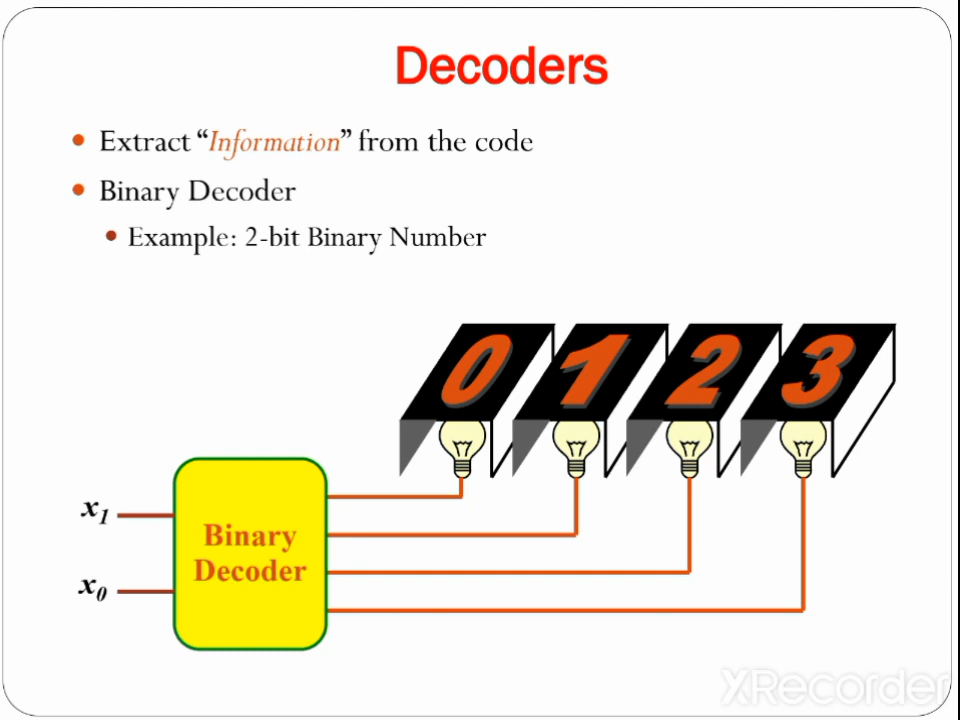 Decoders
Extract “Information” from the code
Binary Decoder
Example: 2-bit Binary Number
0 1 2 3
x1
Binary
Decoder
x0
XRecorder